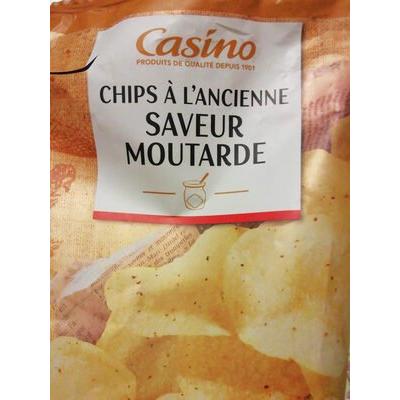 Casino
PRODUITS DE QUALITÉ DEPUIS 1901
CHIPS À L'ANCIENNE
SAVEUR
MOUTARDE